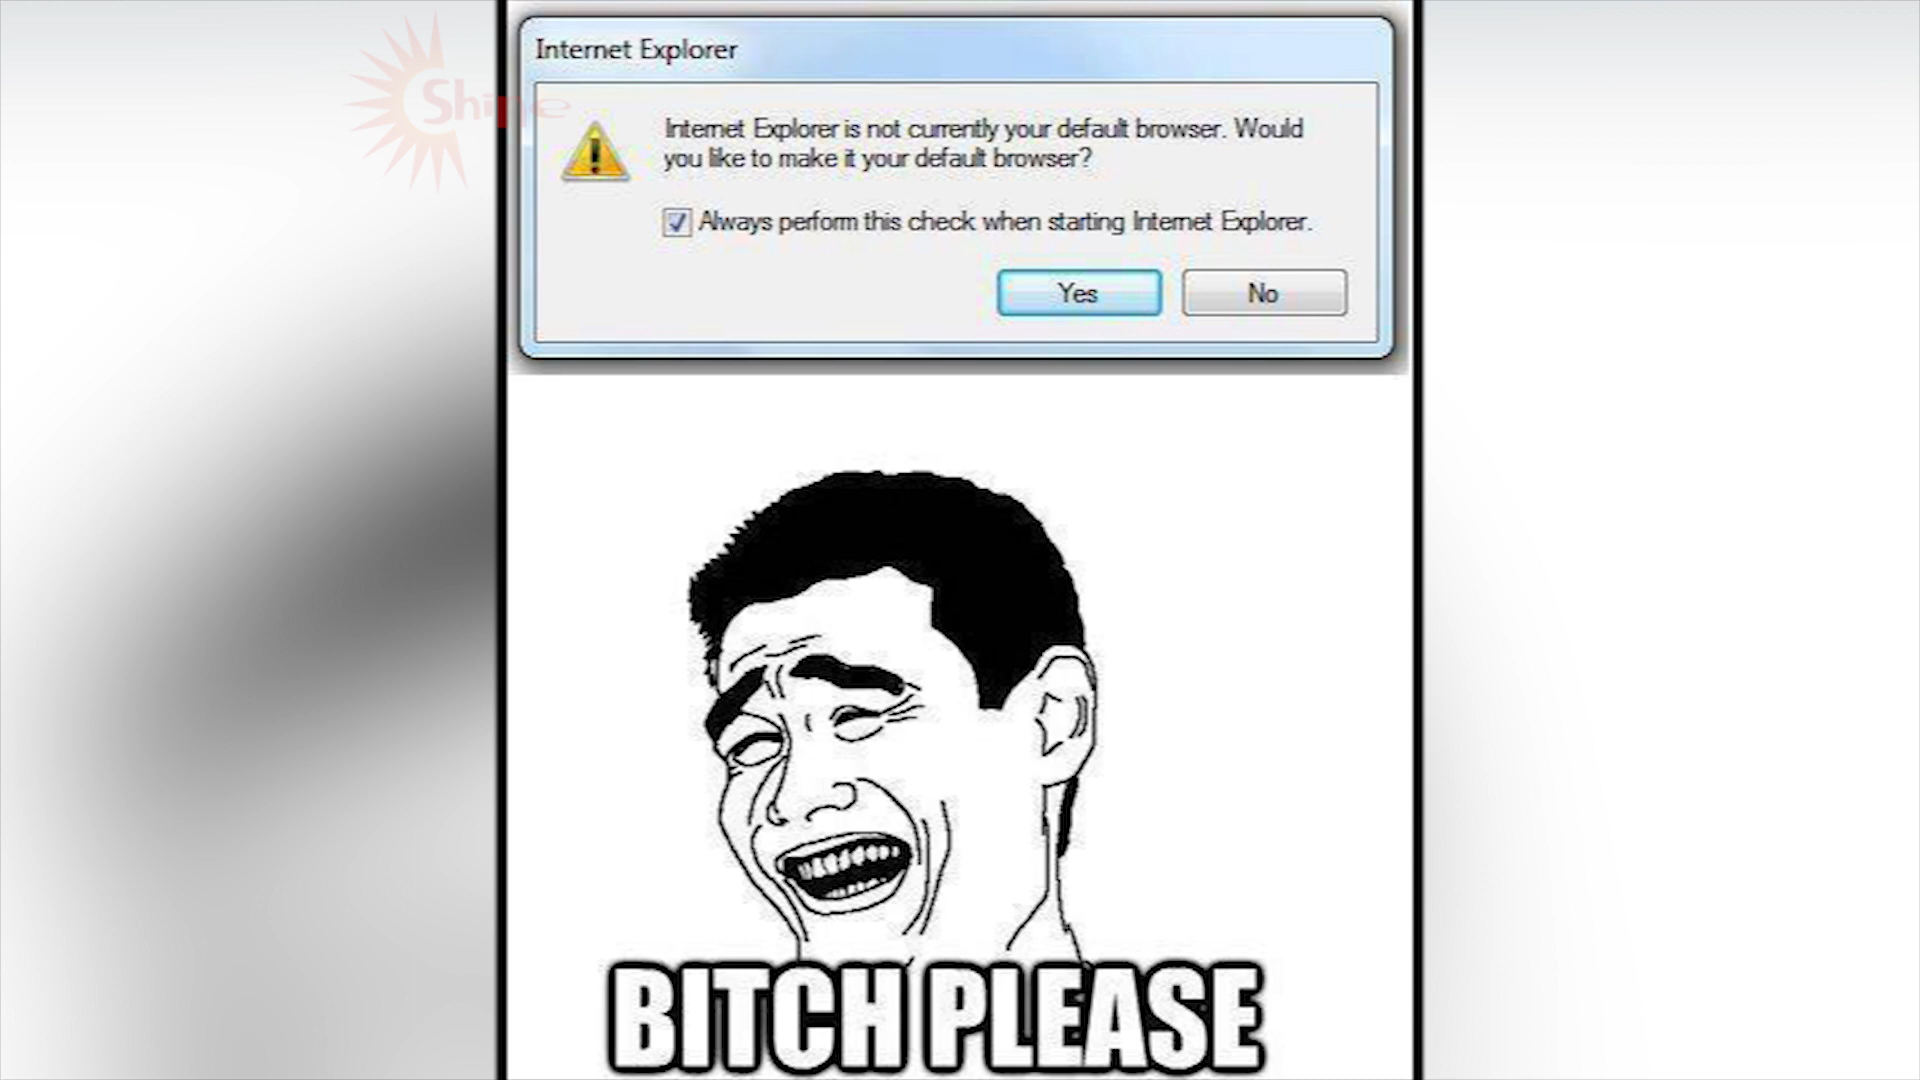 Internet Explorer
Shine
Internet Explorer is not currently your default browser. Would
you like to make it your default browser?
Always perform this check when starting Internet Explorer.
Yes No
BITCH PLEASE